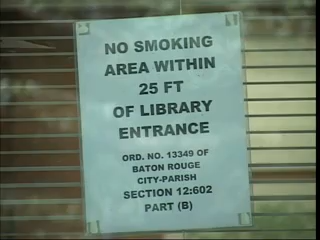 NO SMOKING
AREA WITHIN
25 FT
OF LIBRARY
ENTRANCE
ORD. NO. 13349 OF
BATON ROUGE
CITY-PARISH
SECTION 12:602
PART (B)